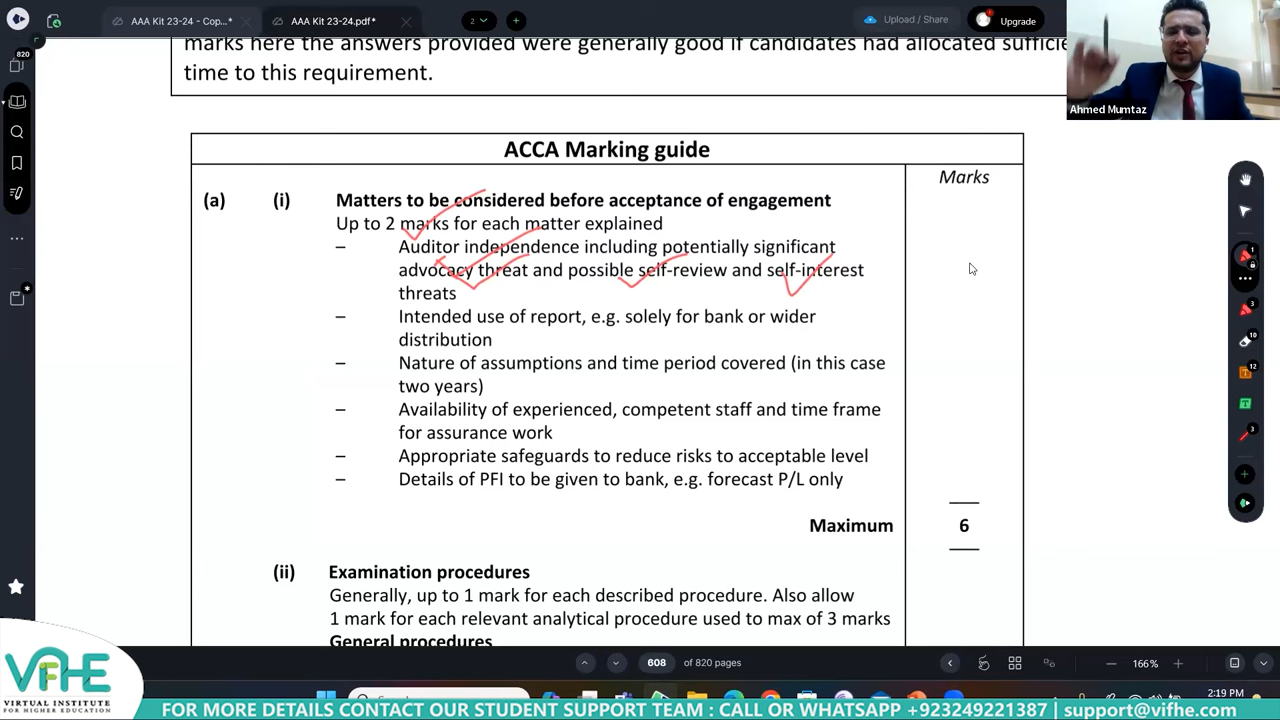 AAA Kit 23-24 - Cop...*
AAA Kit 23-24.pdf*
2
Upload / Share
Upgrade
820
marks here the answers provided were generally good if candidates had allocated sufficie
time to this requirement.
Ahmed Mumtaz
ACCA Marking guide
Marks
(a) (i) Matters to be considered before acceptance of engagement
Up to 2 marks for each matter explained
– Auditor independence including potentially significant
advocacy threat and possible self-review and self-interest
threats
– Intended use of report, e.g. solely for bank or wider
distribution
– Nature of assumptions and time period covered (in this case
two years)
– Availability of experienced, competent staff and time frame
for assurance work
– Appropriate safeguards to reduce risks to acceptable level
– Details of PFI to be given to bank, e.g. forecast P/L only
Maximum 6
(ii) Examination procedures
Generally, up to 1 mark for each described procedure. Also allow
1 mark for each relevant analytical procedure used to max of 3 marks
General procedures
1
3
10
12
3
608 of 820 pages
166%
2:19 PM
VFHE
VIRTUAL INSTITUTE
FOR HIGHER EDUCATION
FOR MORE DETAILS CONTACT OUR STUDENT SUPPORT TEAM : CALL OR WHATSAPP +923249221387 | support@vifhe.com